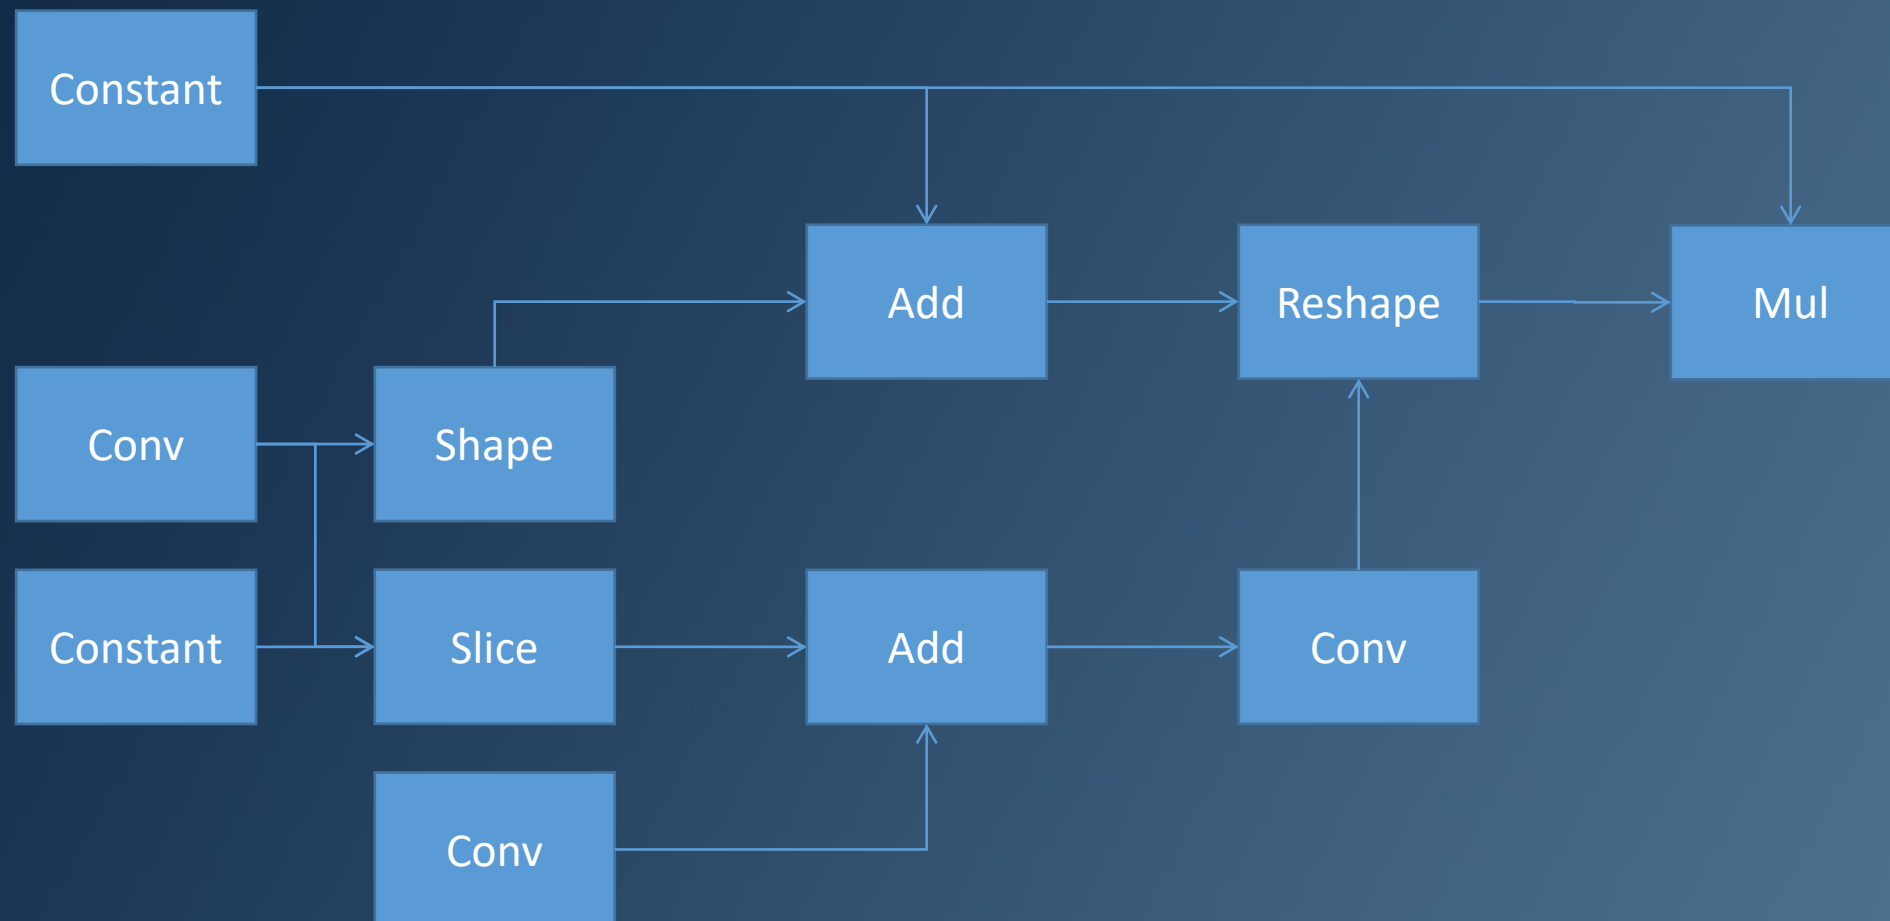 Constant
Add
Reshape
Mul
Conv
Shape
Constant
Slice
Add
Conv
Conv